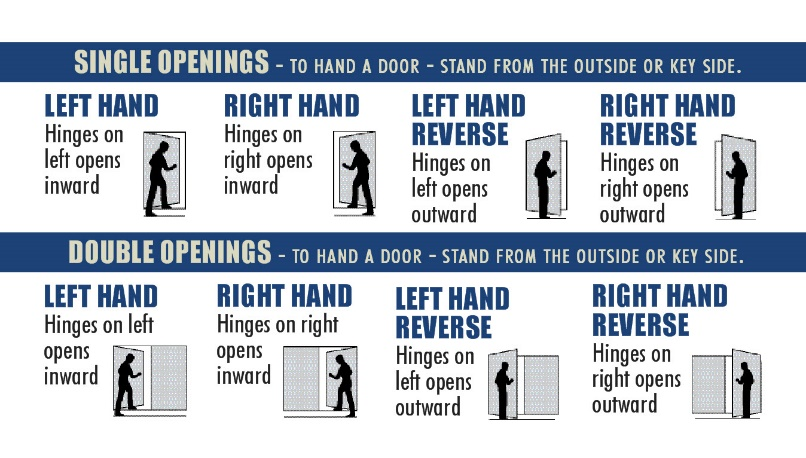 SINGLE OPENINGS - TO HAND A DOOR - STAND FROM THE OUTSIDE OR KEY SIDE.
LEFT HAND
Hinges on
left opens
inward
RIGHT HAND
Hinges on
right opens
inward
LEFT HAND
REVERSE
Hinges on
left opens
outward
RIGHT HAND
REVERSE
Hinges on
right opens
outward
DOUBLE OPENINGS - TO HAND A DOOR - STAND FROM THE OUTSIDE OR KEY SIDE.
LEFT HAND
Hinges on left
opens
inward
RIGHT HAND
Hinges on right
opens
inward
LEFT HAND
REVERSE
Hinges on
left opens
outward
RIGHT HAND
REVERSE
Hinges on
right opens
outward